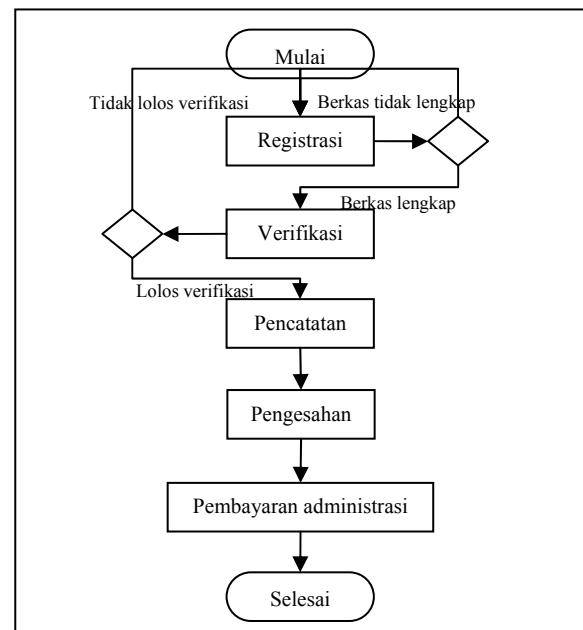 Mulai
Tidak lolos verifikasi
Berkas tidak lengkap
Registrasi
Berkas lengkap
Verifikasi
Lolos verifikasi
Pencatatan
Pengesahan
Pembayaran administrasi
Selesai